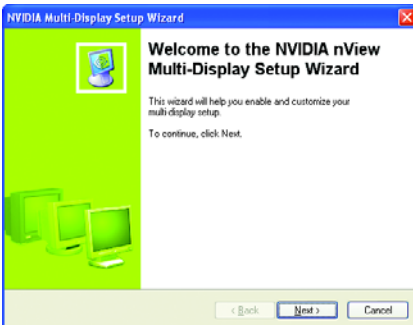 NVIDIA Multi-Display Setup Wizard
Welcome to the NVIDIA nView
Multi-Display Setup Wizard
This wizard will help you enable and customize your
multi-display setup.
To continue, click Next.
< Back
Next >
Cancel